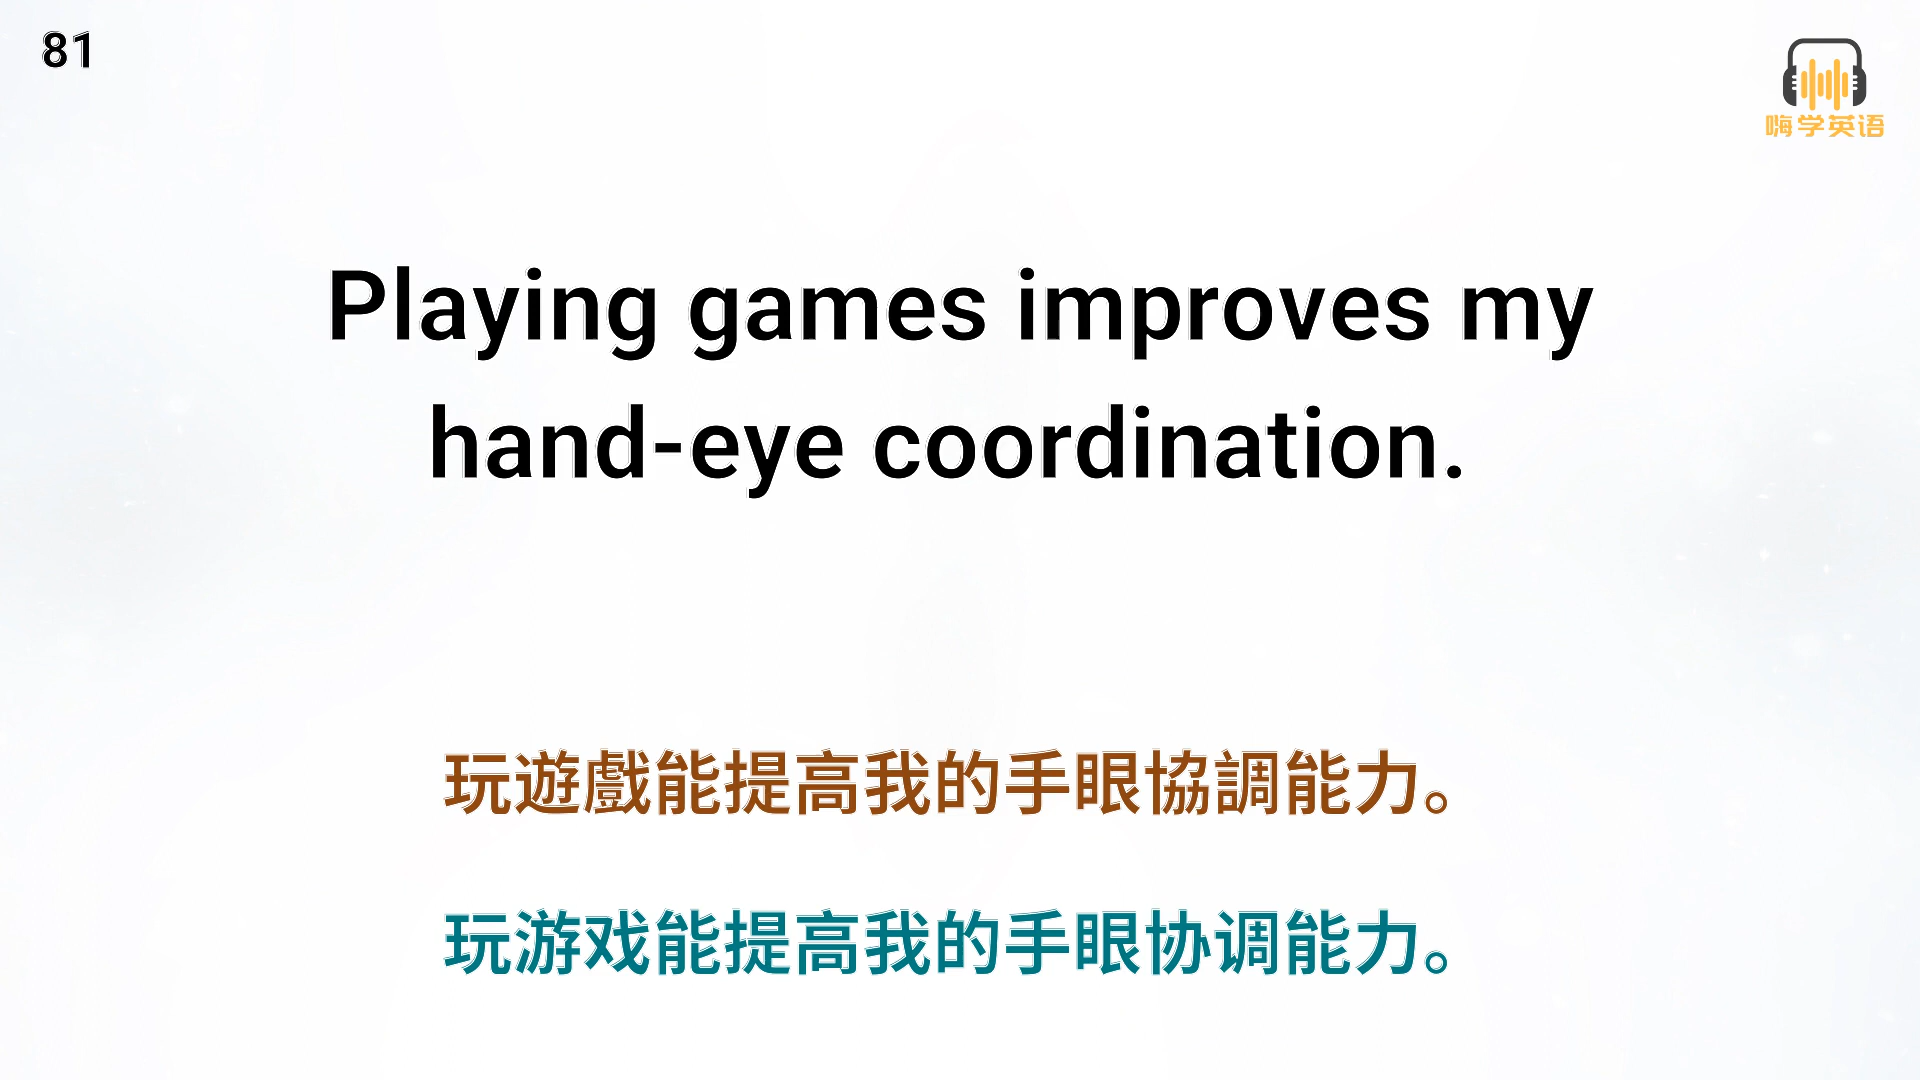 81
嗨学英语
Playing games improves my
hand-eye coordination.
玩遊戲能提高我的手眼協調能力。
玩游戏能提高我的手眼协调能力。